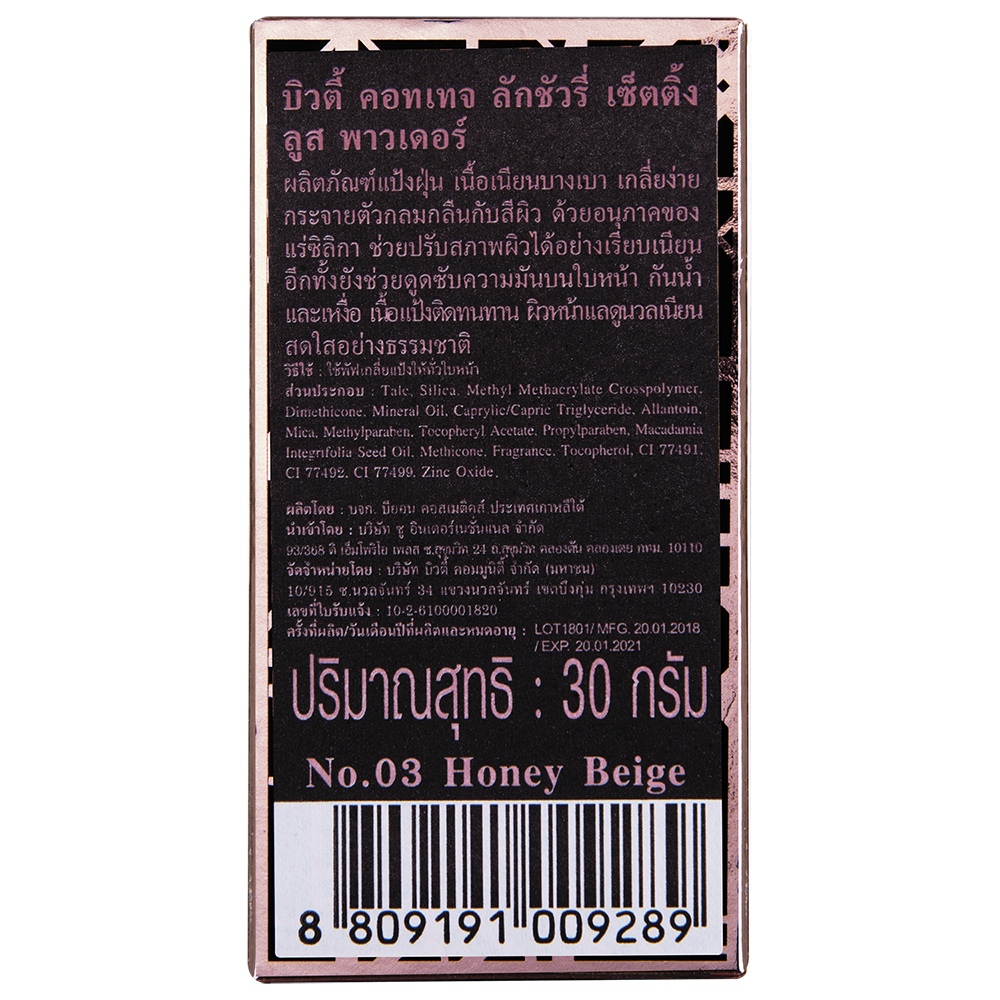 บิวตี้ คอทเทจ ลักชัวรี่ เซ็ตติ้ง
ลูส พาวเดอร์
ผลิตภัณฑ์แป้งฝุ่น เนื้อเนียนบางเบา เกลี่ยง่าย
กระจายตัวกลมกลืนกับสีผิว ด้วยอนุภาคของ
แร่ซิลิกา ช่วยปรับสภาพผิวได้อย่างเรียบเนียน
อีกทั้งยังช่วยดูดซับความมันบนใบหน้า กันน้ำ
และเหงื่อ เนื้อแป้งติดทนทาน ผิวหน้าแลดูนวลเนียน
สดใสอย่างธรรมชาติ
วิธีใช้ : ใช้พัฟเกลี่ยแป้งให้ทั่วใบหน้า
ส่วนประกอบ : Talc, Silica, Methyl Methacrylate Crosspolymer,
Dimethicone, Mineral Oil, Caprylic/Capric Triglyceride, Allantoin,
Mica, Methylparaben, Tocopheryl Acetate, Propylparaben, Macadamia
Integrifolia Seed Oil, Methicone, Fragrance, Tocopherol, CI 77491,
CI 77492, CI 77499, Zinc Oxide.
ผลิตโดย : บจก. บียอน คอสเมติคส์ ประเทศเกาหลีใต้
นำเข้าโดย : บริษัท ซู อินเตอร์เนชั่นแนล จำกัด
93/368 ดิ เอ็มโพริโอ เพลส ซ.สุขุมวิท 24 ถ.สุขุมวิท คลองตัน คลองเตย กทม. 10110
จัดจำหน่ายโดย : บริษัท บิวตี้ คอมมูนิตี้ จำกัด (มหาชน)
10/915 ซ.นวลจันทร์ 34 แขวงนวลจันทร์ เขตบึงกุ่ม กรุงเทพฯ 10230
เลขที่ใบรับแจ้ง : 10-2-6100001820
ครั้งที่ผลิต/วันเดือนปีที่ผลิตและหมดอายุ : LOT1801/ MFG. 20.01.2018
/ EXP. 20.01.2021
ปริมาณสุทธิ : 30 กรัม
No.03 Honey Beige
8 809191 009289